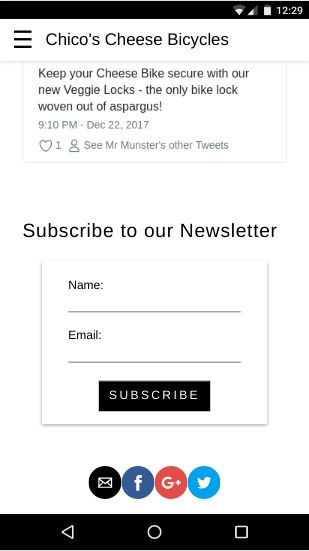 12:29
Chico's Cheese Bicycles
Keep your Cheese Bike secure with our
new Veggie Locks - the only bike lock
woven out of aspargus!
9:10 PM - Dec 22, 2017
1 See Mr Munster's other Tweets
Subscribe to our Newsletter
Name:
Email:
SUBSCRIBE
f G+